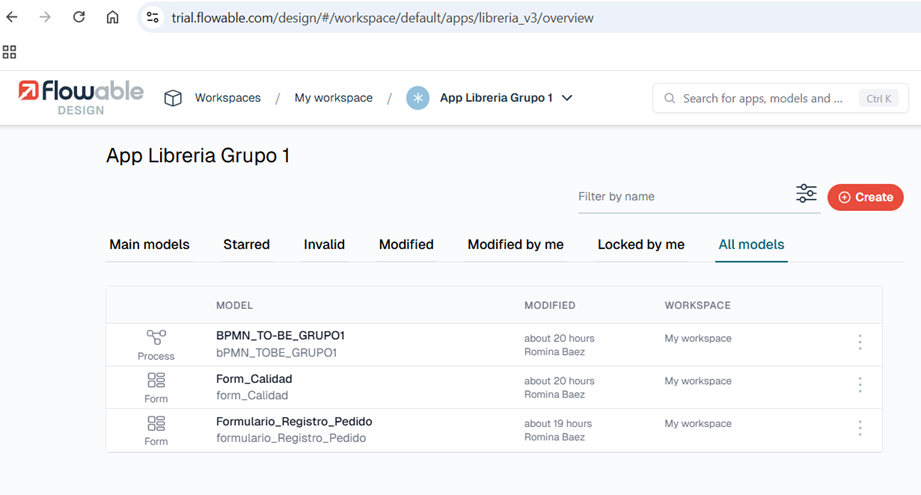 trial.flowable.com/design/#/workspace/default/apps/libreria_v3/overview
flowable
DESIGN
Workspaces / My workspace / App Libreria Grupo 1
Search for apps, models and ... Ctrl K
App Libreria Grupo 1
Filter by name
Create
Main models Starred Invalid Modified Modified by me Locked by me All models
MODEL MODIFIED WORKSPACE
Process BPMN_TO-BE_GRUPO1 about 20 hours My workspace
bPMN_TOBE_GRUPO1 Romina Baez
Form Form_Calidad about 20 hours My workspace
form_Calidad Romina Baez
Form Formulario_Registro_Pedido about 19 hours My workspace
formulario_Registro_Pedido Romina Baez